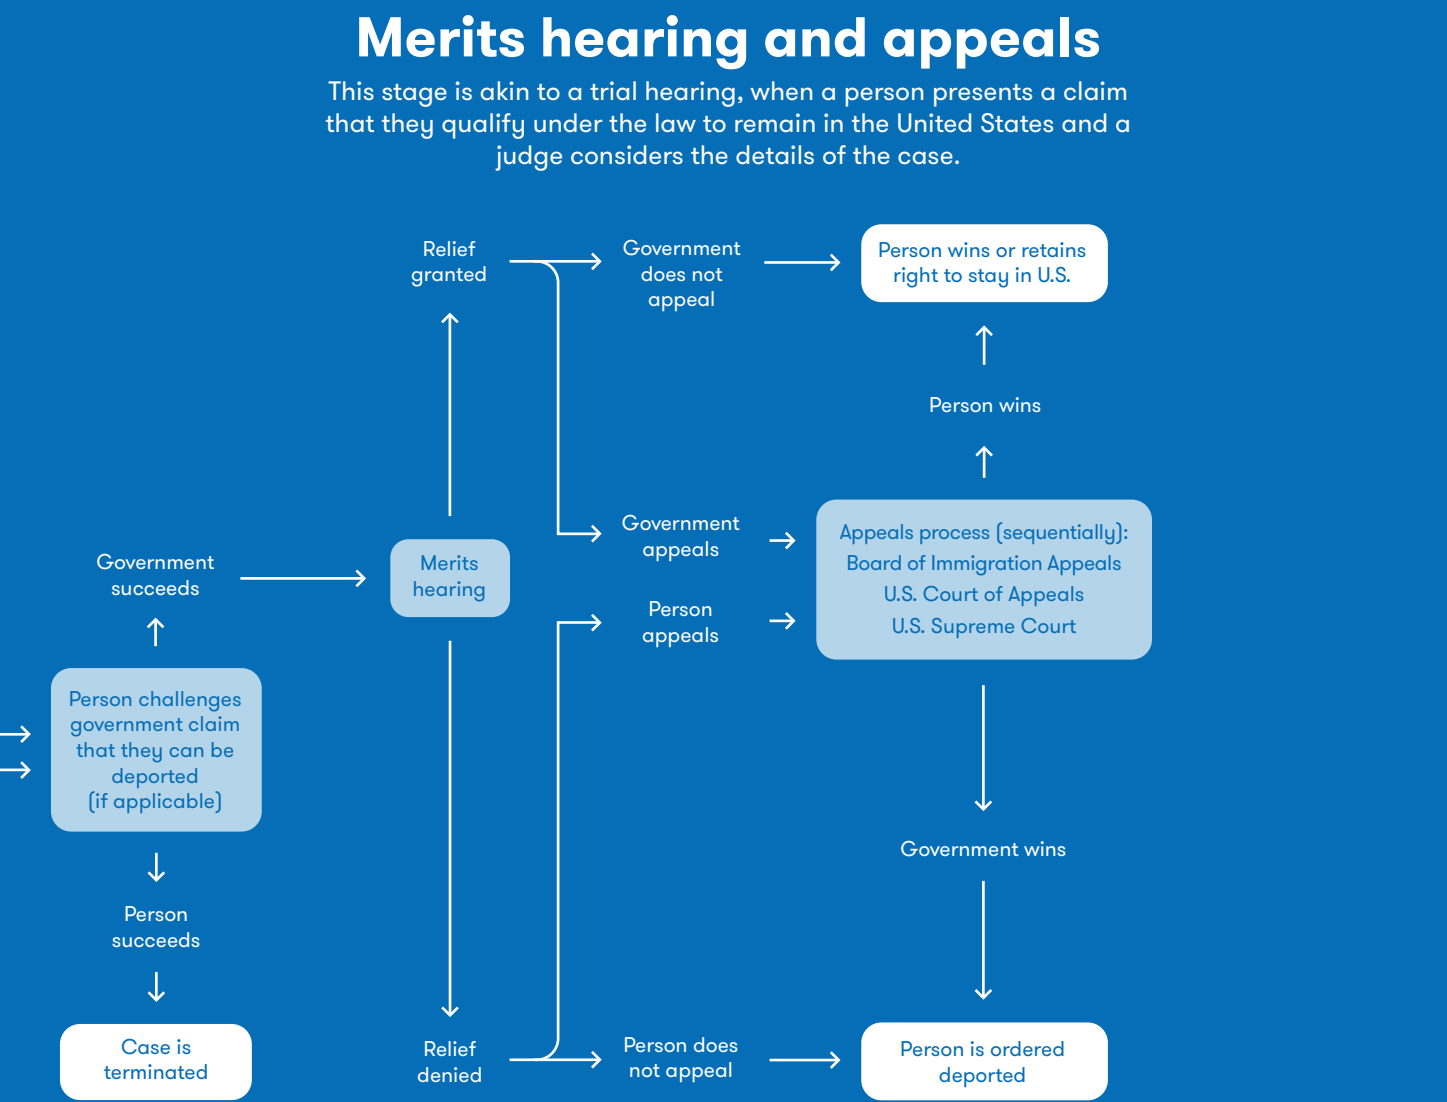 Merits hearing and appeals
This stage is akin to a trial hearing, when a person presents a claim
that they qualify under the law to remain in the United States and a
judge considers the details of the case.
Relief
granted
Government
does not
appeal
Person wins or retains
right to stay in U.S.
Person wins
Government
succeeds
Merits
hearing
Government
appeals
Person
appeals
Appeals process (sequentially):
Board of Immigration Appeals
U.S. Court of Appeals
U.S. Supreme Court
Person challenges
government claim
that they can be
deported
(if applicable)
Government wins
Person
succeeds
Case is
terminated
Relief
denied
Person does
not appeal
Person is ordered
deported